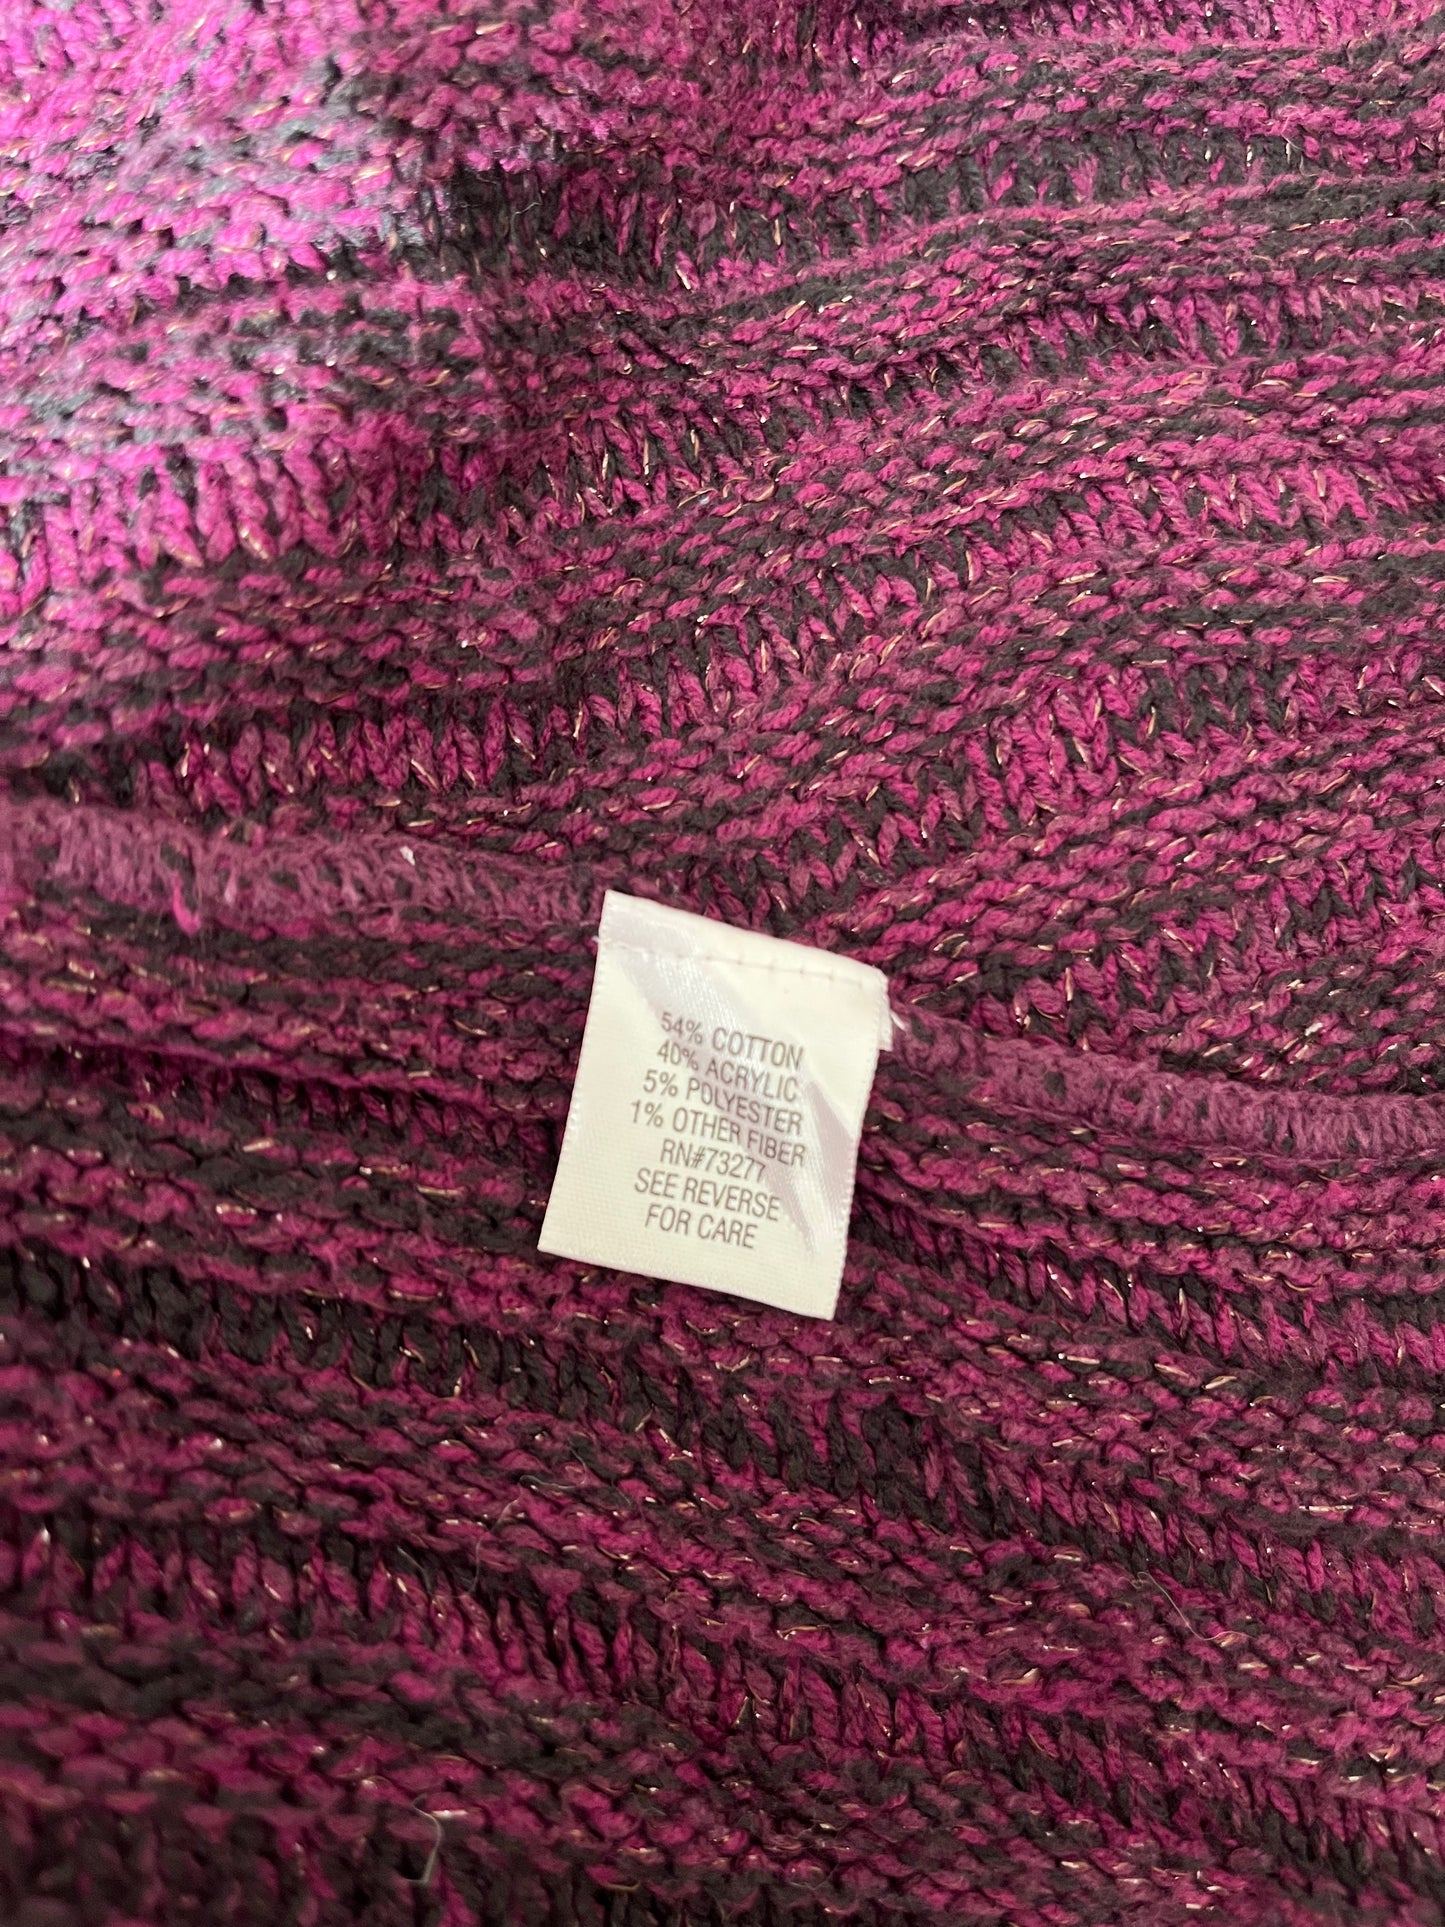 54% COTTON
40% ACRYLIC
5% POLYESTER
1% OTHER FIBER
RN#73277
SEE REVERSE
FOR CARE